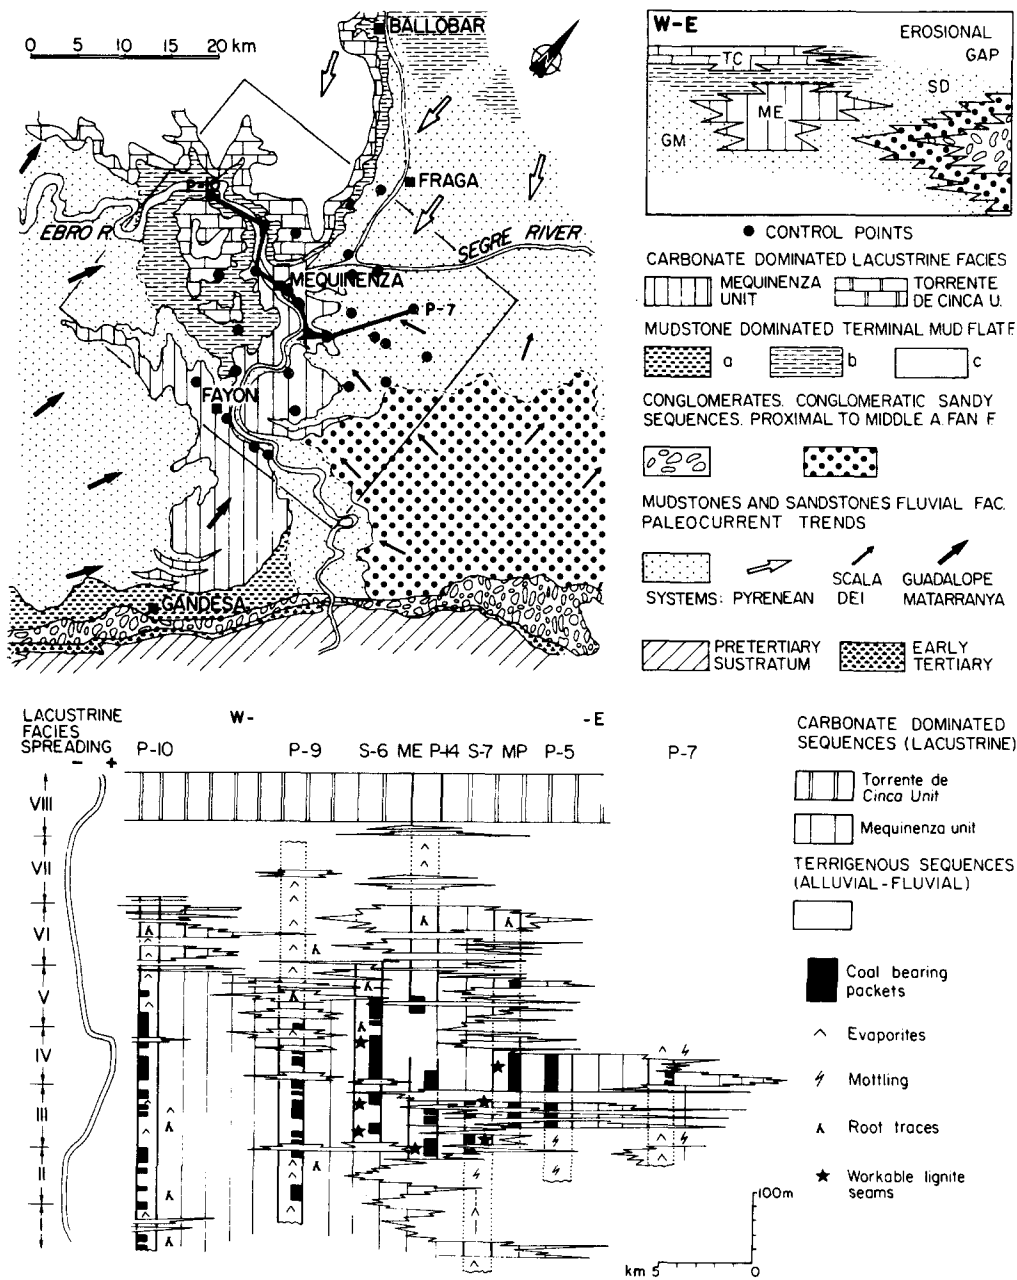 BALLOBAR
0 5 10 15 20 km
FRAGA
P-10
EBRO R.
SEGRE RIVER
MEQUINENZA
P-7
FAYON
GANDESA
W-E
EROSIONAL
GAP
TC
SD
ME
GM
CONTROL POINTS
CARBONATE DOMINATED LACUSTRINE FACIES
MEQUINENZA
UNIT
TORRENTE
DE CINCA U.
MUDSTONE DOMINATED TERMINAL MUD FLAT F.
a
b
c
CONGLOMERATES. CONGLOMERATIC SANDY
SEQUENCES. PROXIMAL TO MIDDLE A. FAN F.
MUDSTONES AND SANDSTONES FLUVIAL FAC.
PALEOCURRENT TRENDS
SYSTEMS: PYRENEAN
SCALA
DEI
GUADALOPE
MATARRANYA
PRETERTIARY
SUSTRATUM
EARLY
TERTIARY
LACUSTRINE
FACIES
SPREADING
- +
W-
-E
P-10 P-9 S-6 ME P-14 S-7 MP P-5 P-7
VIII
VII
VI
V
IV
III
II
I
100m
km 5 0
CARBONATE DOMINATED
SEQUENCES (LACUSTRINE)
Torrente de
Cinca Unit
Mequinenza unit
TERRIGENOUS SEQUENCES
(ALLUVIAL-FLUVIAL)
Coal bearing
packets
Evaporites
Mottling
Root traces
Workable lignite
seams